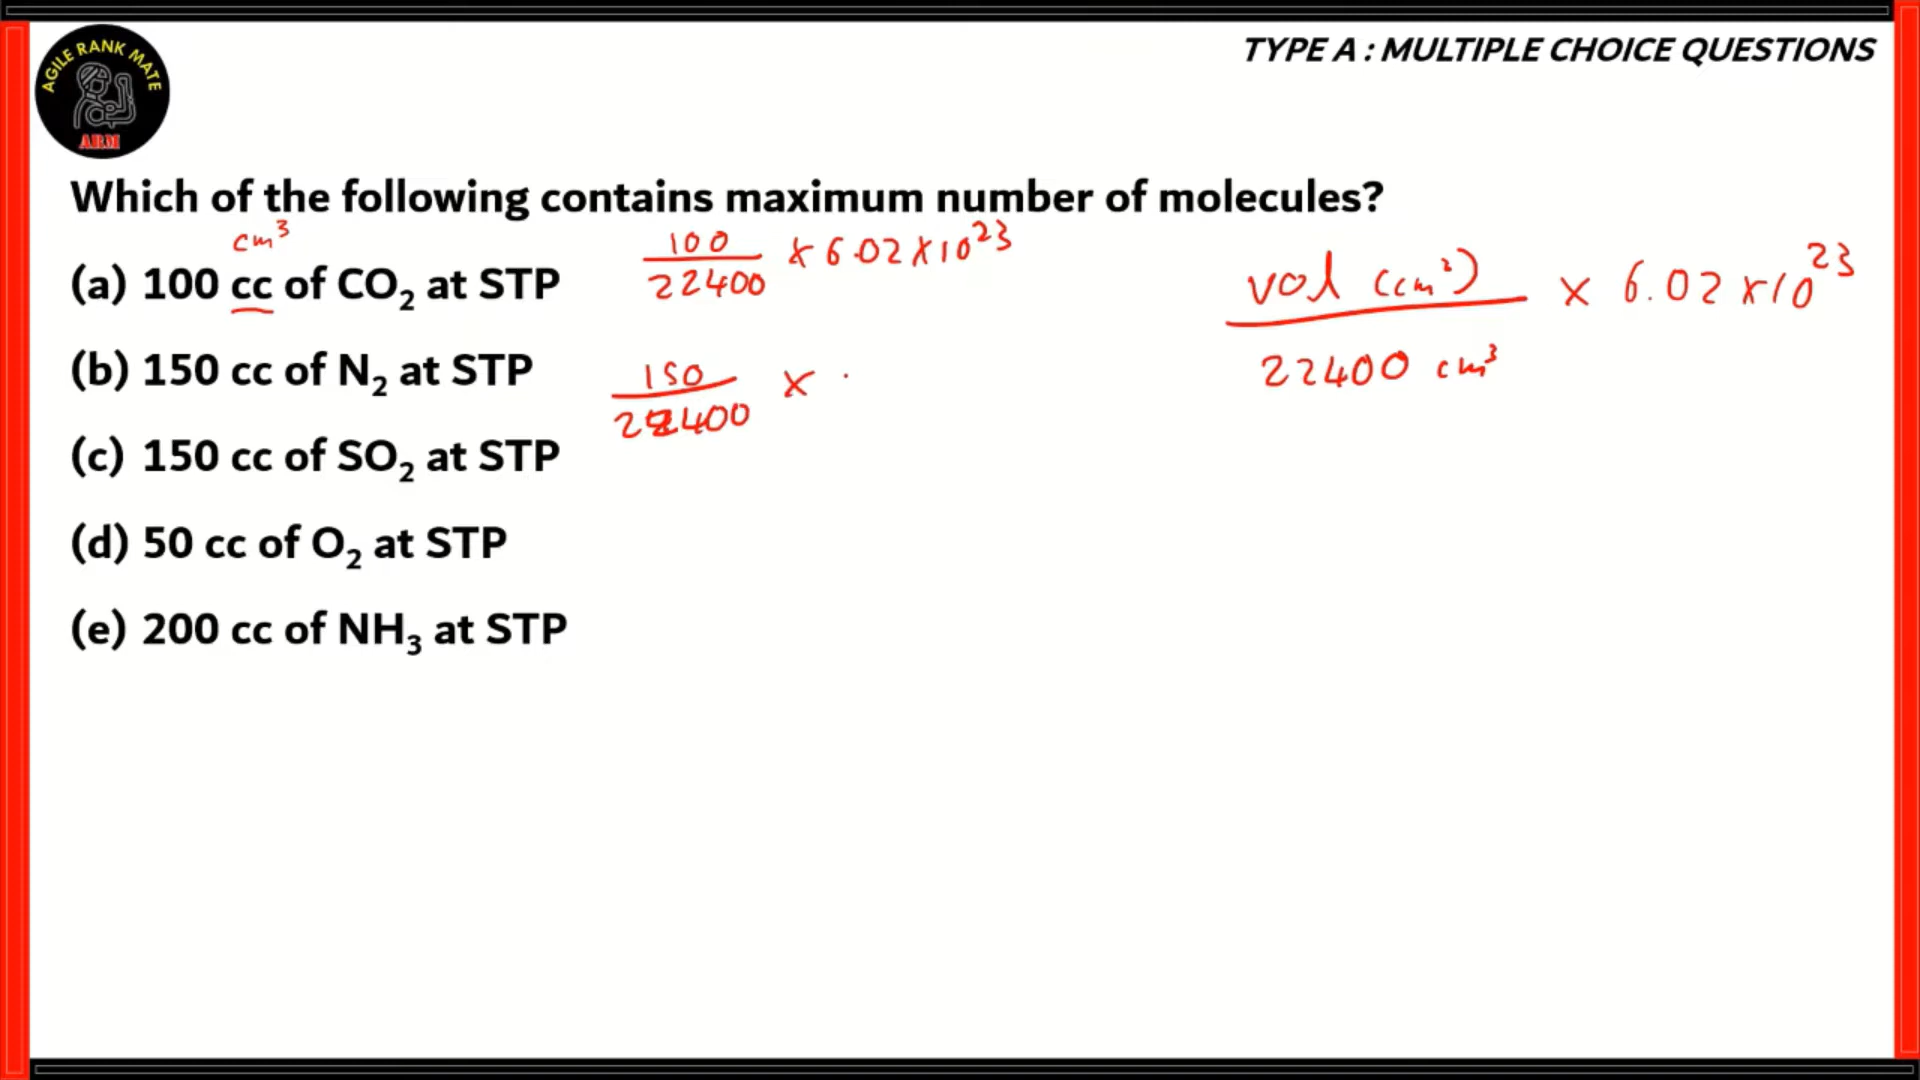 AGILE RANK MATE
ARM
TYPE A : MULTIPLE CHOICE QUESTIONS
Which of the following contains maximum number of molecules?
cm³
(a) 100 cc of CO₂ at STP
100
22400
× 6.02 × 10²³
vol (cm³)
22400 cm³
× 6.02 × 10²³
(b) 150 cc of N₂ at STP
150
22400
×
(c) 150 cc of SO₂ at STP
(d) 50 cc of O₂ at STP
(e) 200 cc of NH₃ at STP